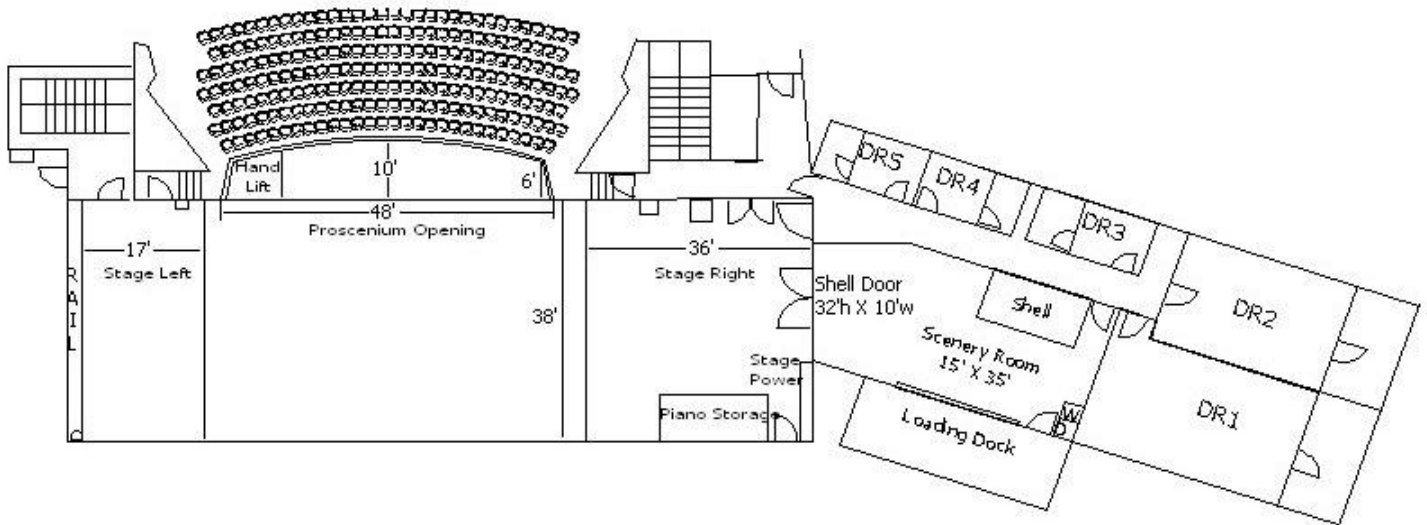 Hand
Lift
10'
6'
48'
Proscenium Opening
17'
Stage Left
36'
Stage Right
RAIL
38'
Stage
Power
Piano Storage
Shell Door
32'h X 10'w
Shell
Scenery Room
15' X 35'
Loading Dock
W
D
DR5
DR4
DR3
DR2
DR1